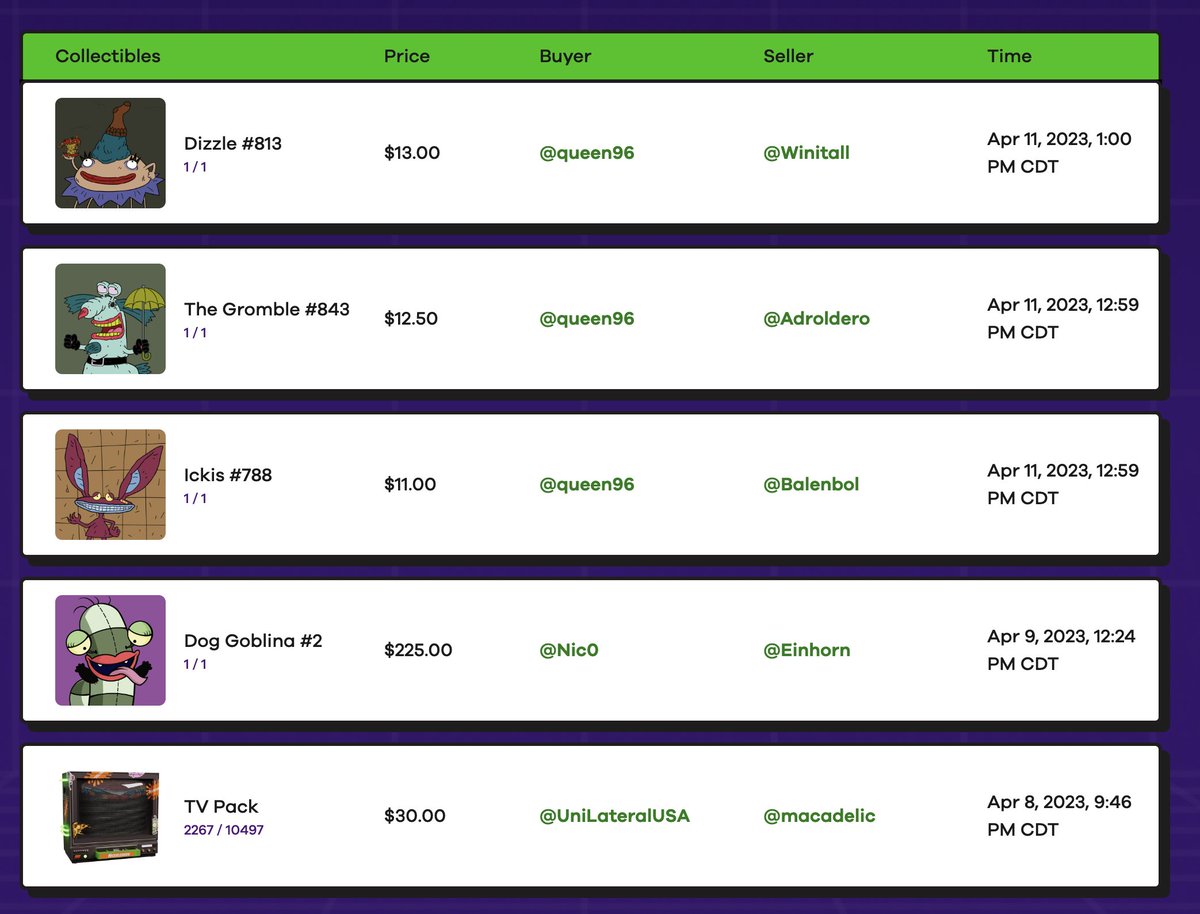 Collectibles Price Buyer Seller Time
Dizzle #813
1 / 1
$13.00
@queen96
@Winitall
Apr 11, 2023, 1:00
PM CDT
The Gromble #843
1 / 1
$12.50
@queen96
@Adroldero
Apr 11, 2023, 12:59
PM CDT
Ickis #788
1 / 1
$11.00
@queen96
@Balenbol
Apr 11, 2023, 12:59
PM CDT
Dog Goblina #2
1 / 1
$225.00
@Nic0
@Einhorn
Apr 9, 2023, 12:24
PM CDT
TV Pack
2267 / 10497
$30.00
@UniLateralUSA
@macadelic
Apr 8, 2023, 9:46
PM CDT